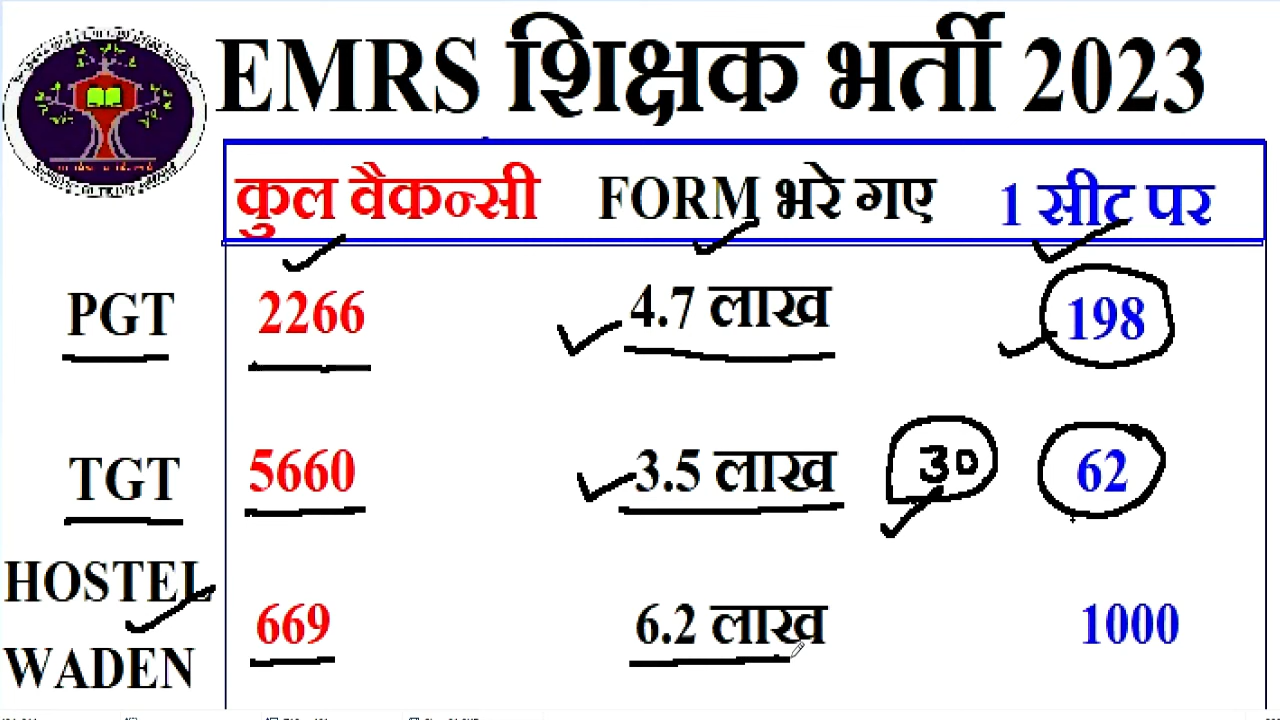 EMRS शिक्षक भर्ती 2023
कुल वैकन्सी FORM भरे गए 1 सीट पर
PGT 2266 4.7 लाख 198
TGT 5660 3.5 लाख 30 62
HOSTEL
WADEN 669 6.2 लाख 1000